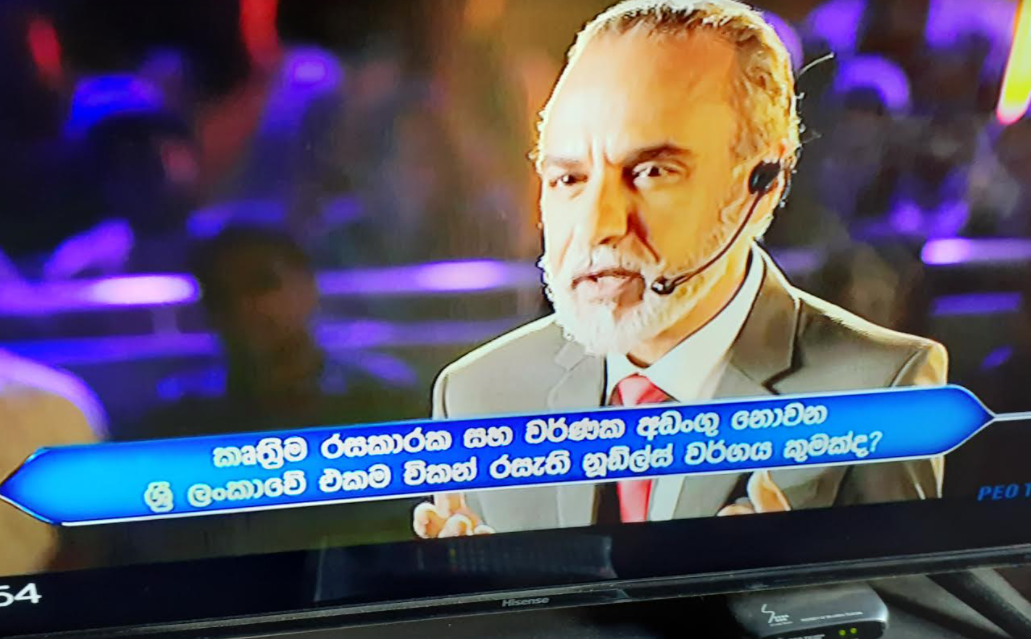 කෘත්‍රිම රසකාරක සහ වර්ණක අඩංගු නොවන
ශ්‍රී ලංකාවේ එකම චිකන් රසැති නූඩ්ල්ස් වර්ගය කුමක්ද?
PEO T
54
Hisense